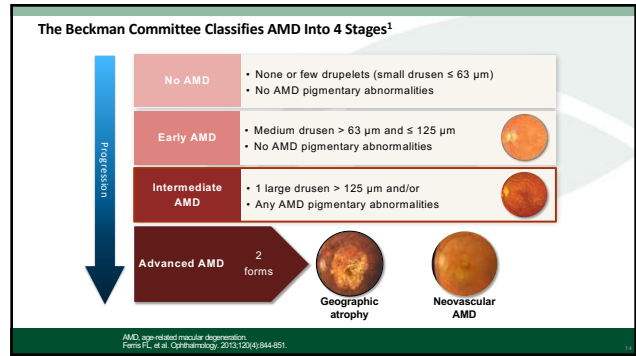 The Beckman Committee Classifies AMD Into 4 Stages1
Progression
No AMD
• None or few drupelets (small drusen ≤ 63 µm)
• No AMD pigmentary abnormalities
Early AMD
• Medium drusen > 63 µm and ≤ 125 µm
• No AMD pigmentary abnormalities
Intermediate
AMD
• 1 large drusen > 125 µm and/or
• Any AMD pigmentary abnormalities
Advanced AMD
2
forms
Geographic
atrophy
Neovascular
AMD
AMD, age-related macular degeneration.
Ferris FL, et al. Ophthalmology. 2013;120(4):844-851.